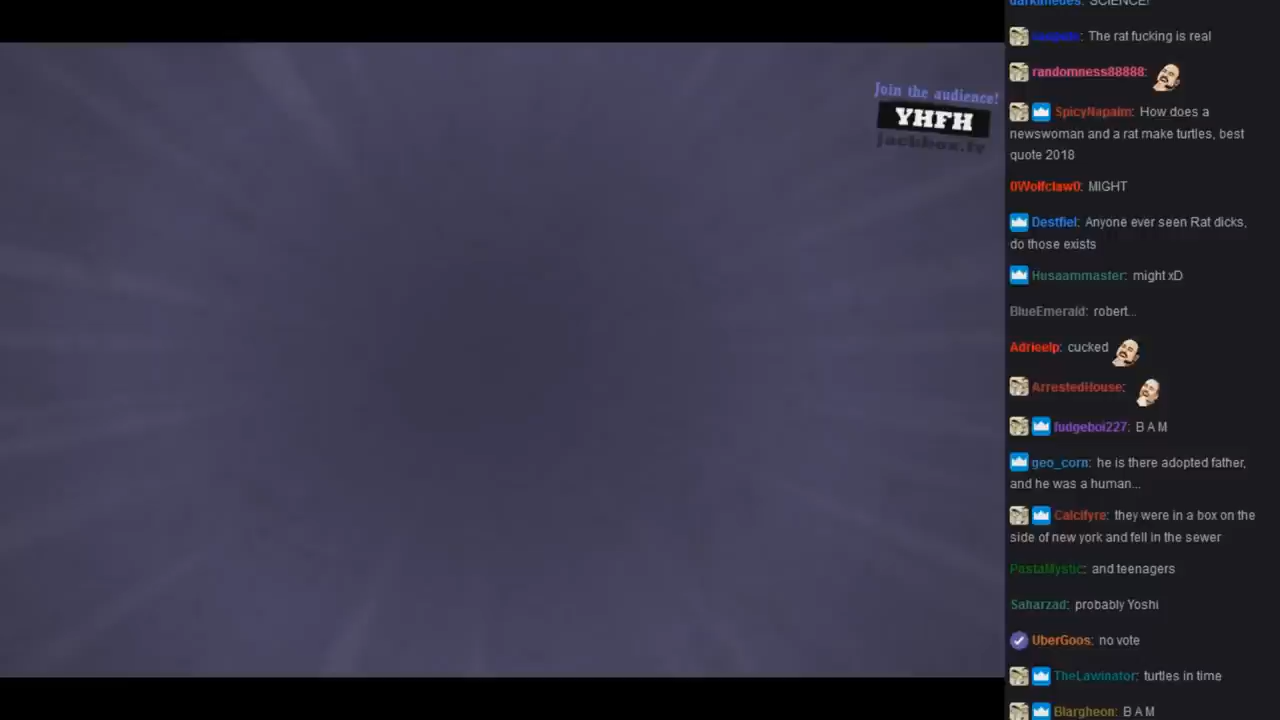 Join the audience!
YHFH
jackbox.tv
darkimedes: SCIENCE!
: The rat fucking is real
randomness88888:
SpicyNapalm: How does a
newswoman and a rat make turtles, best
quote 2018
0Wolfclaw0: MIGHT
Destfiel: Anyone ever seen Rat dicks,
do those exists
Husaammaster: might xD
BlueEmerald: robert...
Adrieelp: cucked
ArrestedHouse:
fudgeboi227: B A M
geo_corn: he is there adopted father,
and he was a human...
Calcifyre: they were in a box on the
side of new york and fell in the sewer
PastaMystic: and teenagers
Saharzad: probably Yoshi
UberGoos: no vote
TheLawinator: turtles in time
Blargheon: B A M